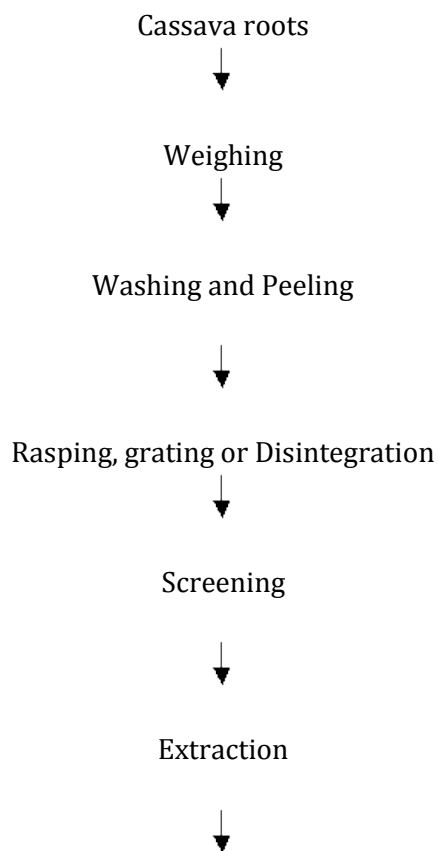 Cassava roots
Weighing
Washing and Peeling
Rasping, grating or Disintegration
Screening
Extraction